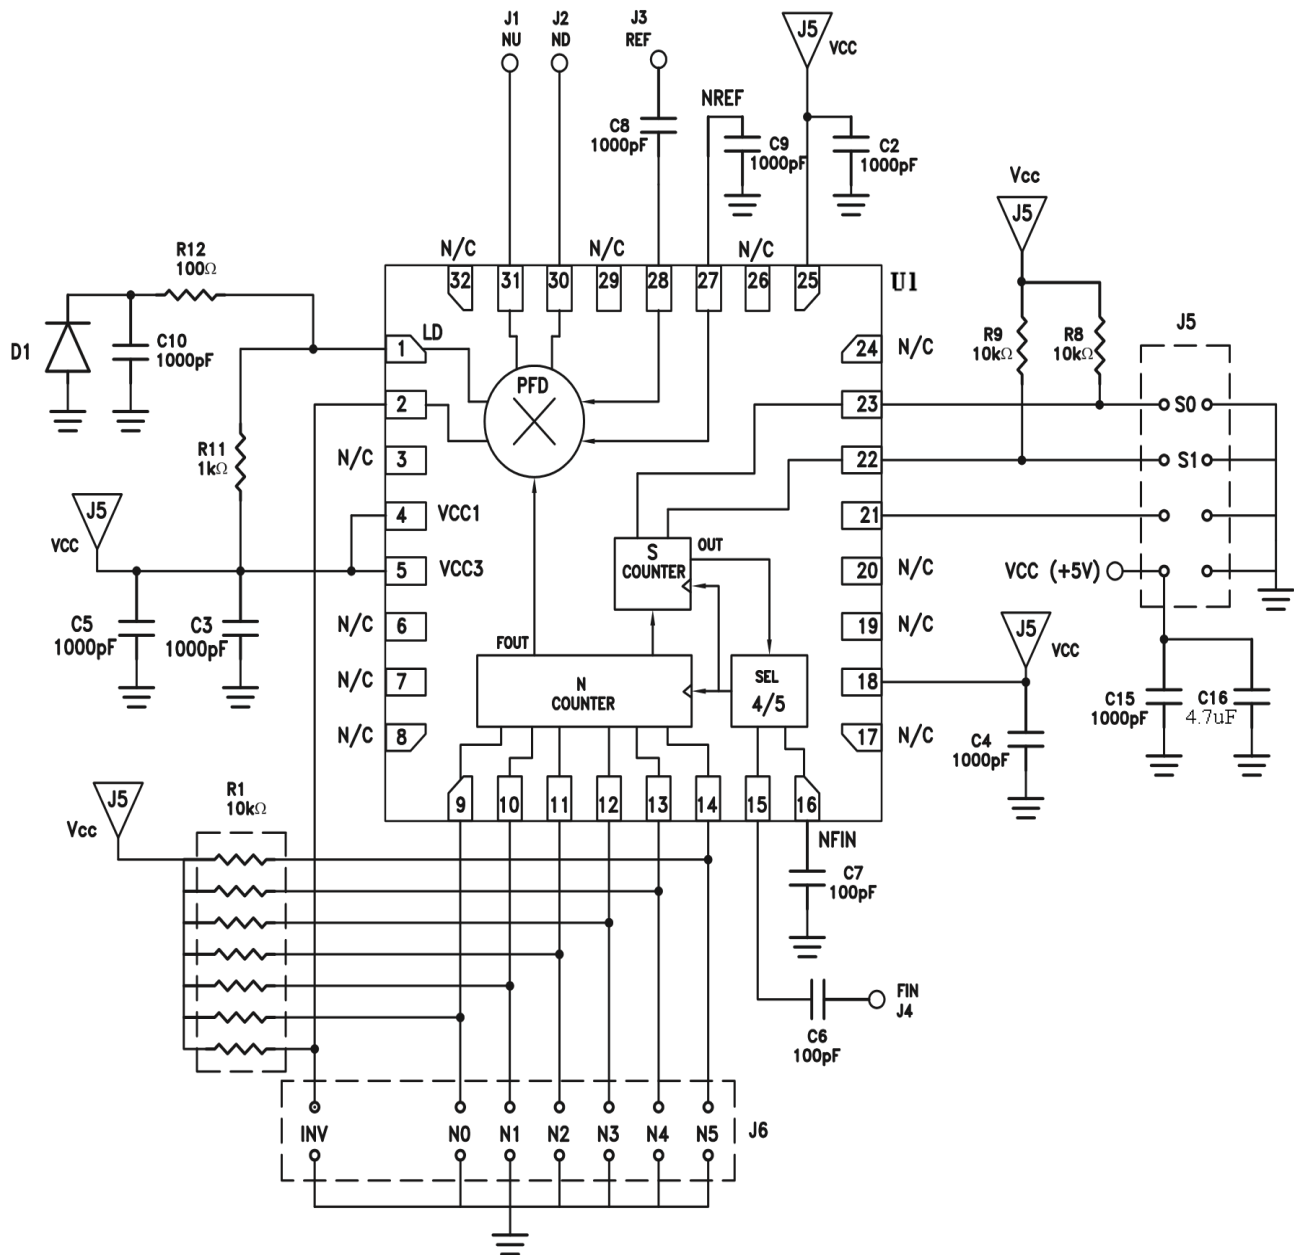 J1
NU
J2
ND
J3
REF
J5
VCC
C8
1000pF
NREF
C9
1000pF
C2
1000pF
Vcc
J5
R12
100Ω
N/C
N/C
N/C
32
31
30
29
28
27
26
25
U1
D1
C10
1000pF
LD
1
PFD
24
N/C
R9
10kΩ
R8
10kΩ
J5
2
23
S0
R11
1kΩ
N/C
3
22
S1
J5
VCC
4
VCC1
21
S
COUNTER
OUT
5
VCC3
20
N/C
VCC (+5V)
C5
1000pF
C3
1000pF
N/C
6
FOUT
19
N/C
J5
VCC
N/C
7
N
COUNTER
SEL
4/5
18
C15
1000pF
C16
4.7uF
N/C
8
17
N/C
C4
1000pF
J5
Vcc
R1
10kΩ
9
10
11
12
13
14
15
16
NFIN
C7
100pF
FIN
J4
C6
100pF
INV
N0
N1
N2
N3
N4
N5
J6